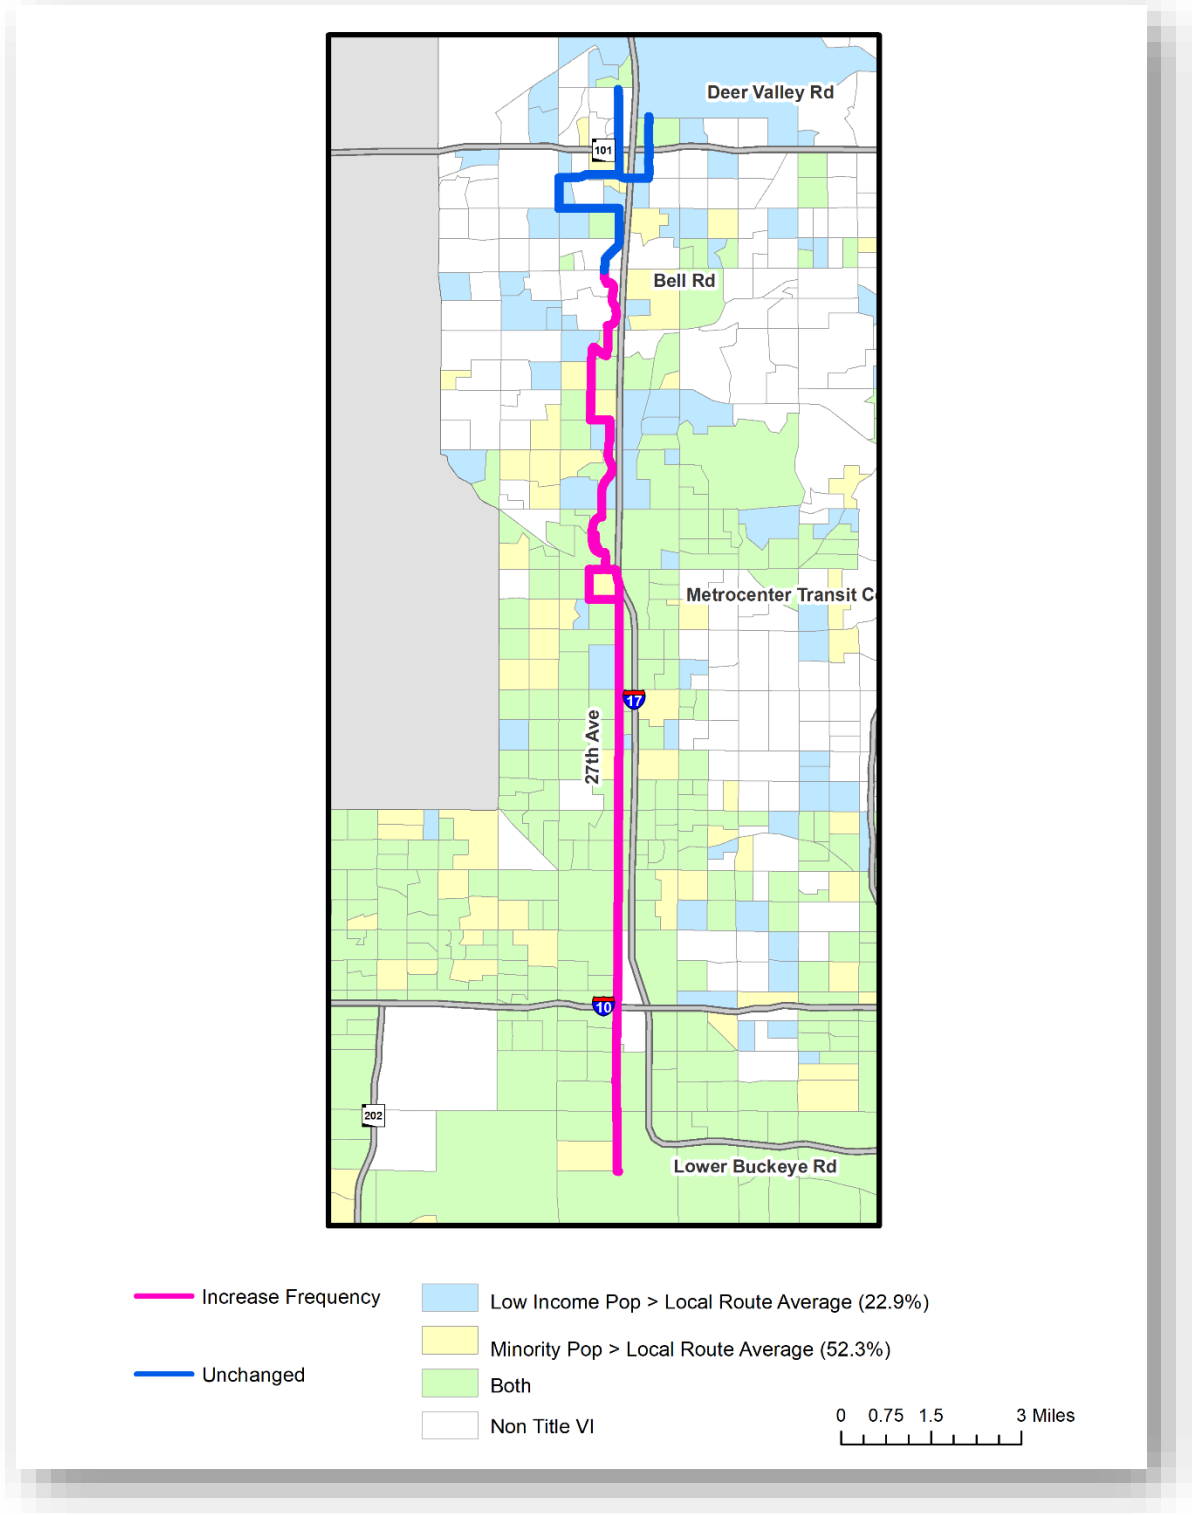 Deer Valley Rd
101
Bell Rd
Metrocenter Transit C
17
27th Ave
10
202
Lower Buckeye Rd
Increase Frequency
Unchanged
Low Income Pop > Local Route Average (22.9%)
Minority Pop > Local Route Average (52.3%)
Both
Non Title VI
0 0.75 1.5 3 Miles